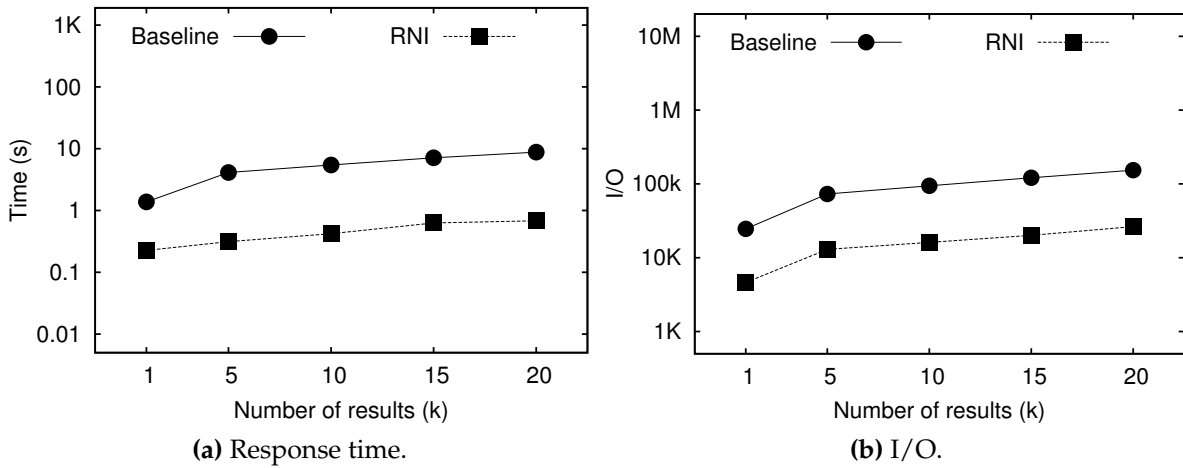 1K
100
10
1
0.1
0.01
Time (s)
Baseline
RNI
1 5 10 15 20
Number of results (k)
(a) Response time.
10M
1M
100k
10K
1K
I/O
Baseline
RNI
1 5 10 15 20
Number of results (k)
(b) I/O.